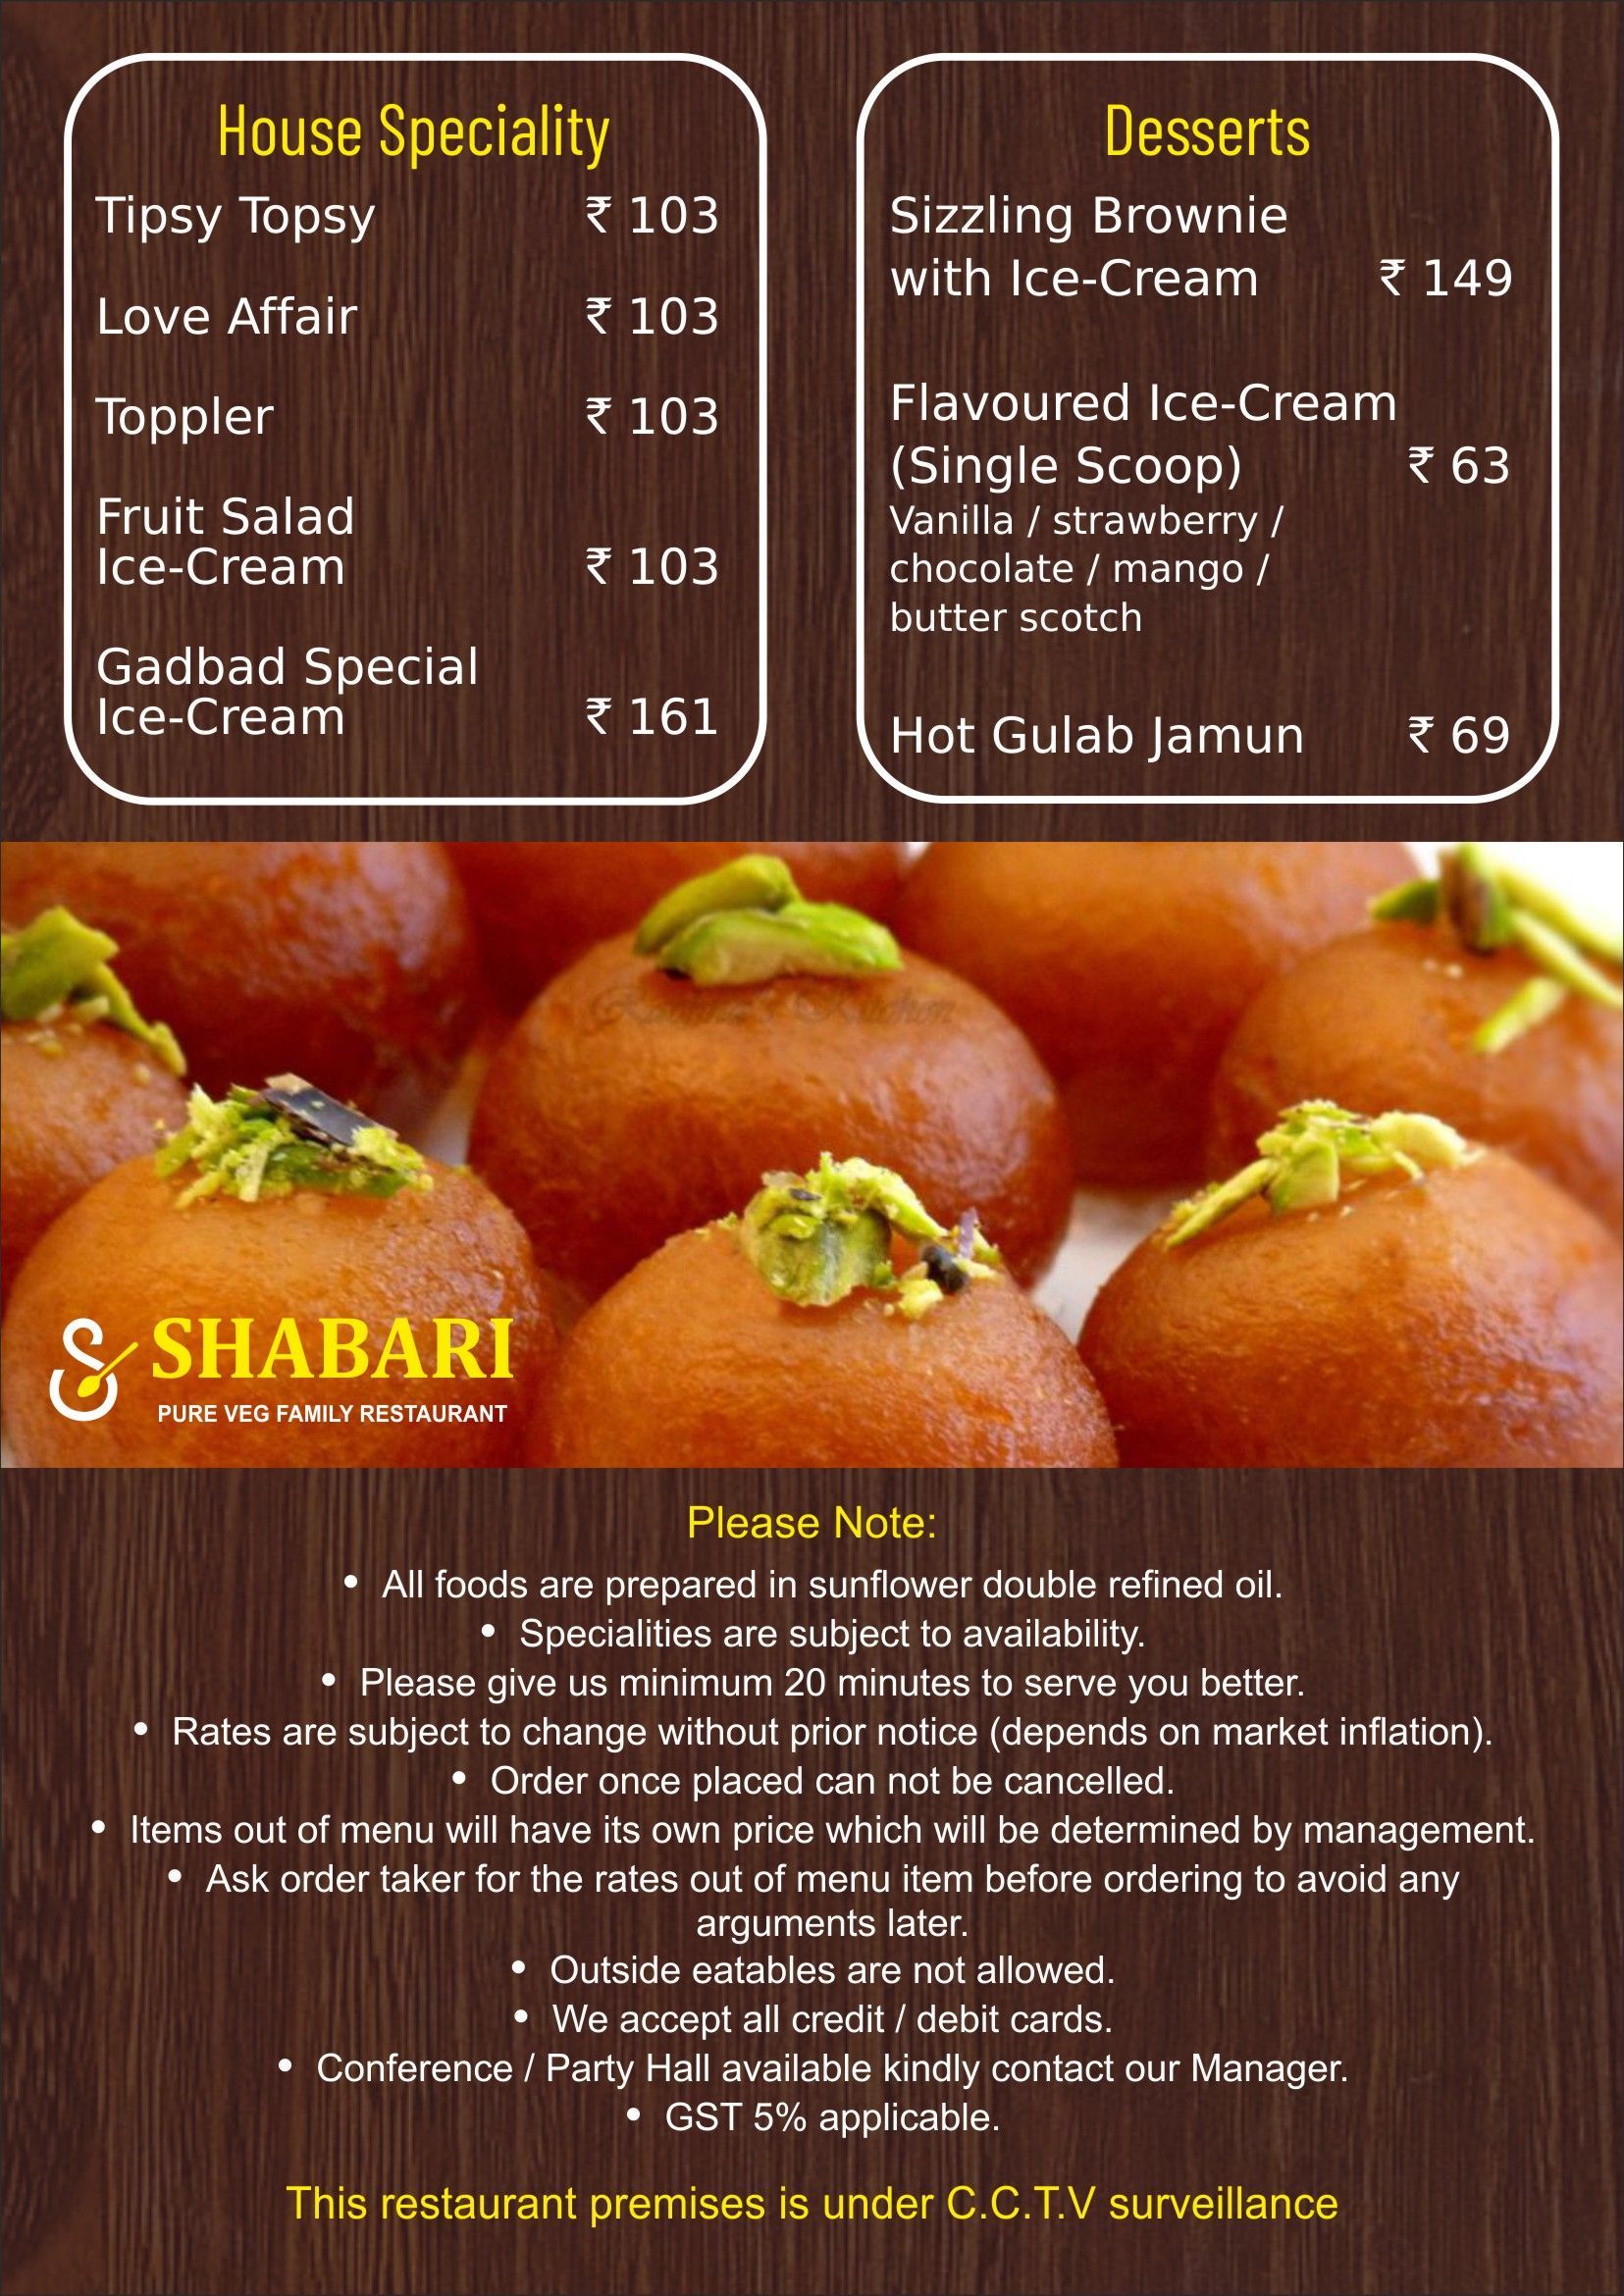 House Speciality
Tipsy Topsy ₹ 103
Love Affair ₹ 103
Toppler ₹ 103
Fruit Salad
Ice-Cream ₹ 103
Gadbad Special
Ice-Cream ₹ 161
Desserts
Sizzling Brownie
with Ice-Cream ₹ 149
Flavoured Ice-Cream
(Single Scoop) ₹ 63
Vanilla / strawberry /
chocolate / mango /
butter scotch
Hot Gulab Jamun ₹ 69
Kitchen
SHABARI
PURE VEG FAMILY RESTAURANT
Please Note:
• All foods are prepared in sunflower double refined oil.
• Specialities are subject to availability.
• Please give us minimum 20 minutes to serve you better.
• Rates are subject to change without prior notice (depends on market inflation).
• Order once placed can not be cancelled.
• Items out of menu will have its own price which will be determined by management.
• Ask order taker for the rates out of menu item before ordering to avoid any
arguments later.
• Outside eatables are not allowed.
• We accept all credit / debit cards.
• Conference / Party Hall available kindly contact our Manager.
• GST 5% applicable.
This restaurant premises is under C.C.T.V surveillance